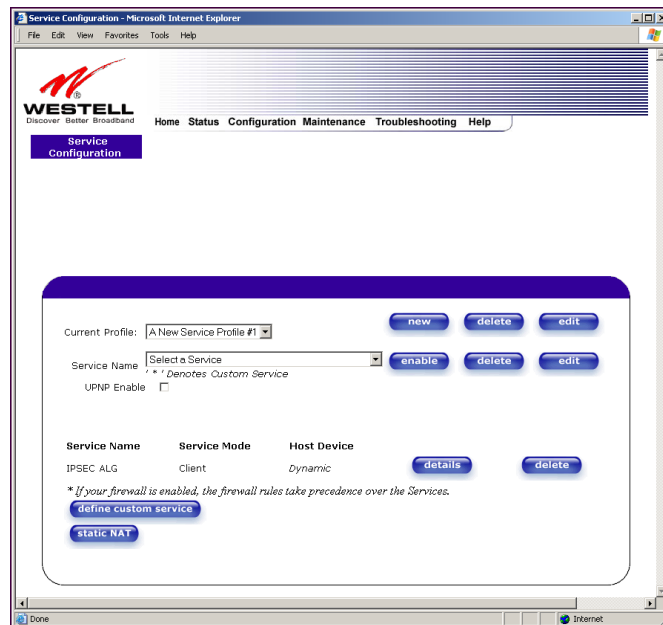 Service Configuration - Microsoft Internet Explorer
File Edit View Favorites Tools Help
WESTELL
Discover Better Broadband
Home Status Configuration Maintenance Troubleshooting Help
Service
Configuration
new delete edit
Current Profile: A New Service Profile #1
Service Name Select a Service enable delete edit
' * ' Denotes Custom Service
UPNP Enable
Service Name Service Mode Host Device
IPSEC ALG Client Dynamic details delete
* If your firewall is enabled, the firewall rules take precedence over the Services.
define custom service
static NAT
Done Internet